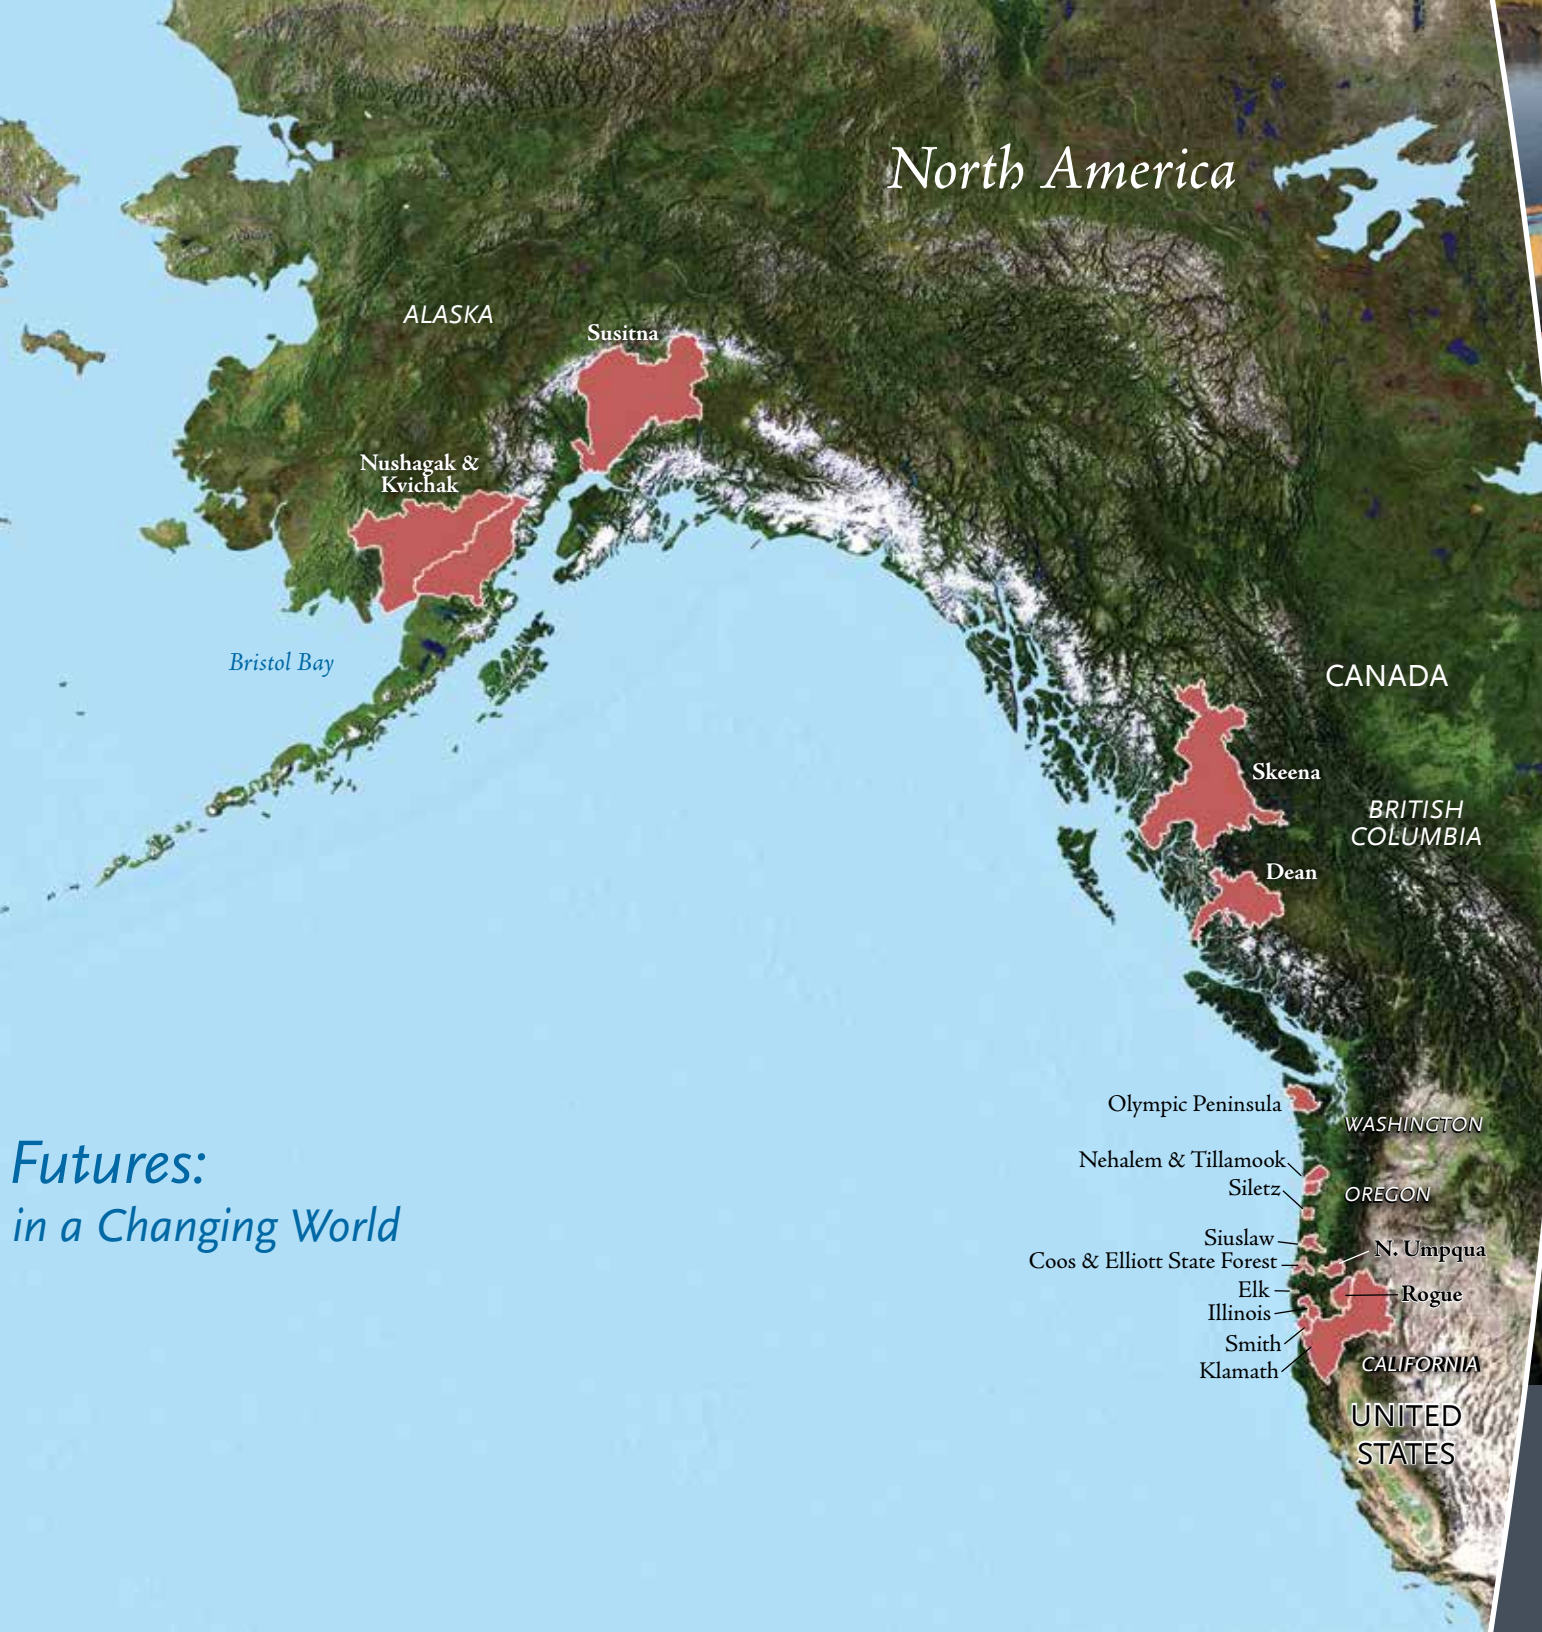 North America
ALASKA
Susitna
Nushagak &
Kvichak
Bristol Bay
CANADA
Skeena
BRITISH
COLUMBIA
Dean
Olympic Peninsula
WASHINGTON
Nehalem & Tillamook
Siletz
OREGON
Futures:
in a Changing World
Siuslaw
N. Umpqua
Coos & Elliott State Forest
Elk
Rogue
Illinois
Smith
CALIFORNIA
Klamath
UNITED
STATES